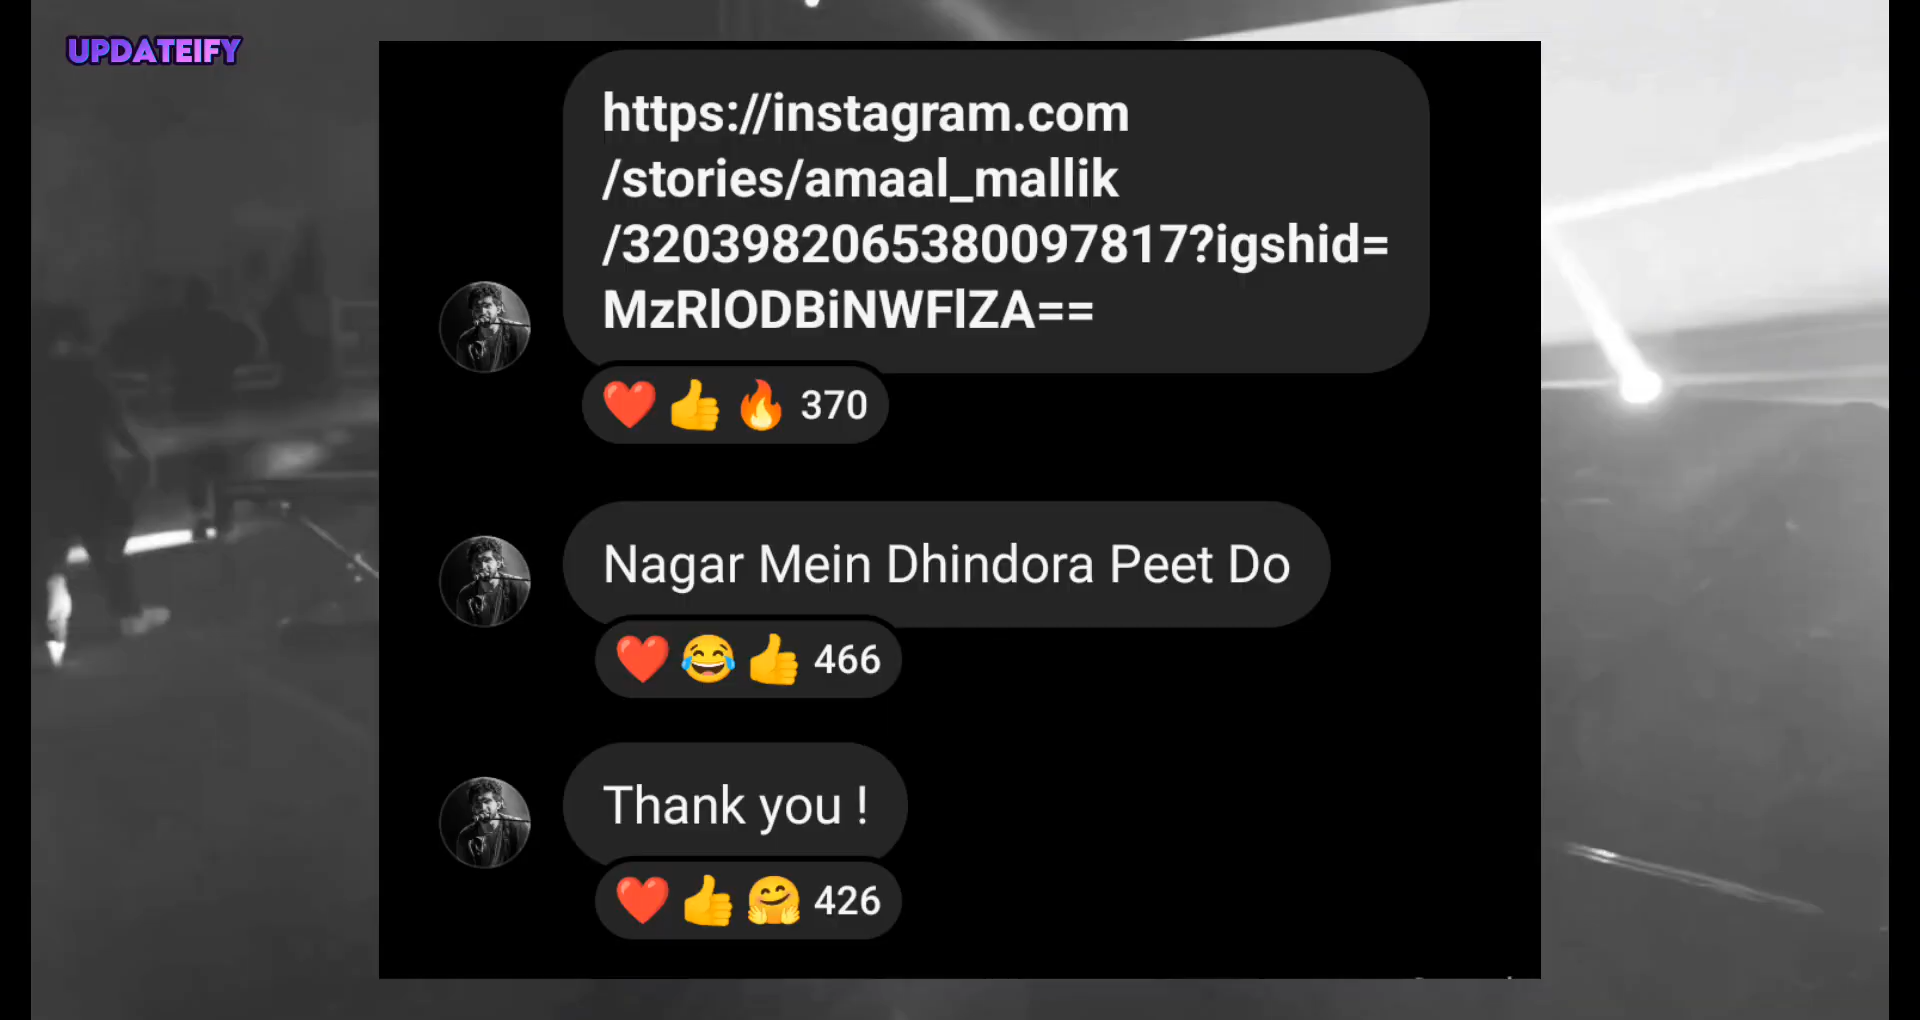 UPDATEIFY
https://instagram.com
/stories/amaal_mallik
/3203982065380097817?igshid=
MzRlODBiNWFlZA==
370
Nagar Mein Dhindora Peet Do
466
Thank you !
426